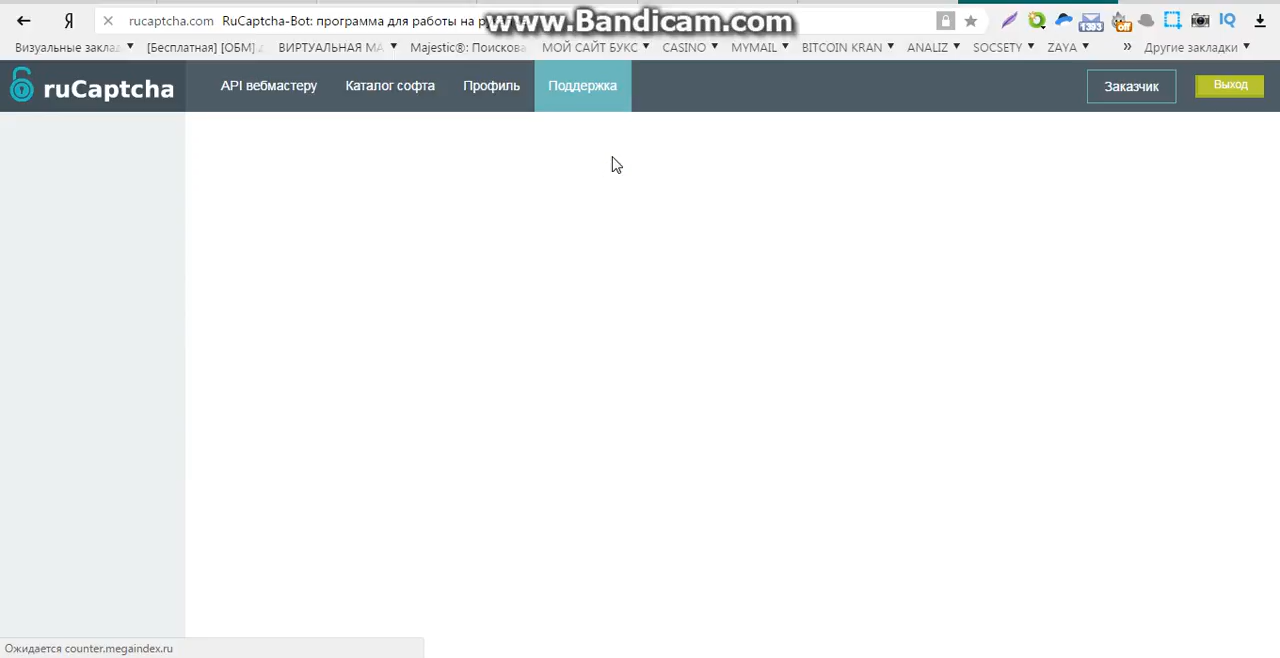 www.Bandicam.com
Я rucaptcha.com RuCaptcha-Bot: программа для работы на
Визуальные заклад [Бесплатная] [ОБМ] ВИРТУАЛЬНАЯ МА Majestic®: Поискова МОЙ САЙТ БУКС CASINO MYMAIL BITCOIN KRAN ANALIZ SOCSETY ZAYA » Другие закладки
ruCaptcha API вебмастеру Каталог софта Профиль Поддержка Заказчик Выход
Ожидается counter.megaindex.ru